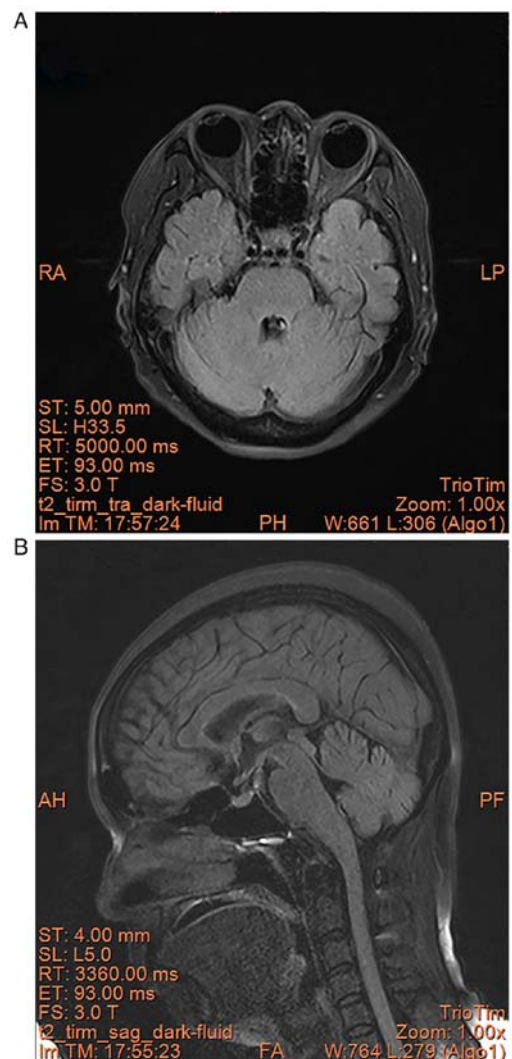 A
RA LP
ST: 5.00 mm
SL: H33.5
RT: 5000.00 ms
ET: 93.00 ms
FS: 3.0 T TrioTim
t2_tirm_tra_dark-fluid Zoom: 1.00x
Im TM: 17:57:24 PH W:661 L:306 (Algo1)
B
AH PF
ST: 4.00 mm
SL: L5.0
RT: 3360.00 ms
ET: 93.00 ms
FS: 3.0 T TrioTim
t2_tirm_sag_dark-fluid Zoom: 1.00x
Im TM: 17:55:23 FA W:764 L:279 (Algo1)